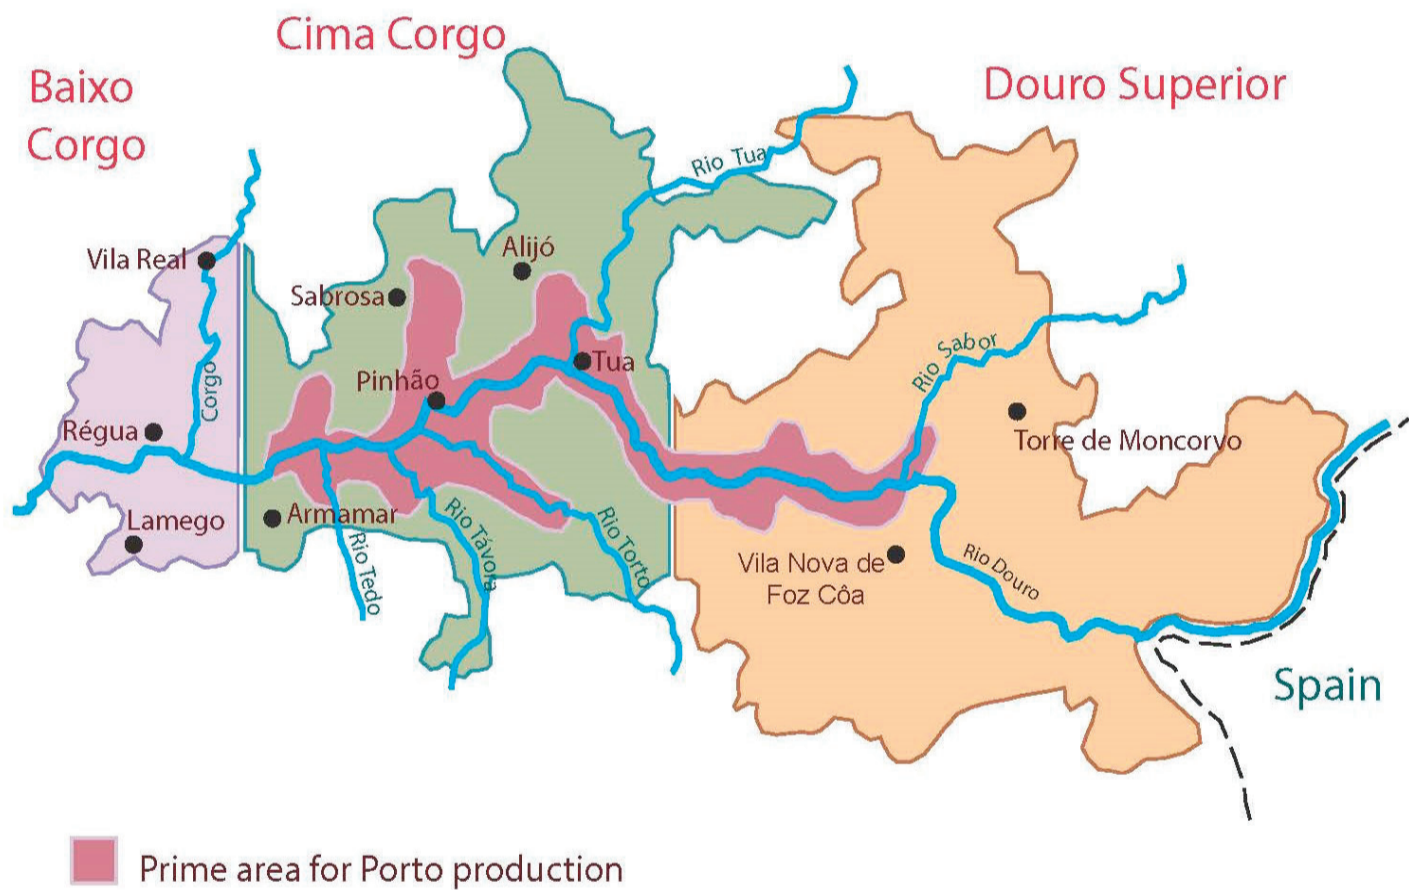 Cima Corgo
Baixo
Corgo
Douro Superior
Rio Tua
Vila Real
Alijó
Sabrosa
Rio Sabor
Tua
Pinhão
Corgo
Régua
Torre de Moncorvo
Lamego
Armamar
Rio Tedo
Rio Távora
Rio Torto
Vila Nova de
Foz Côa
Rio Douro
Spain
Prime area for Porto production